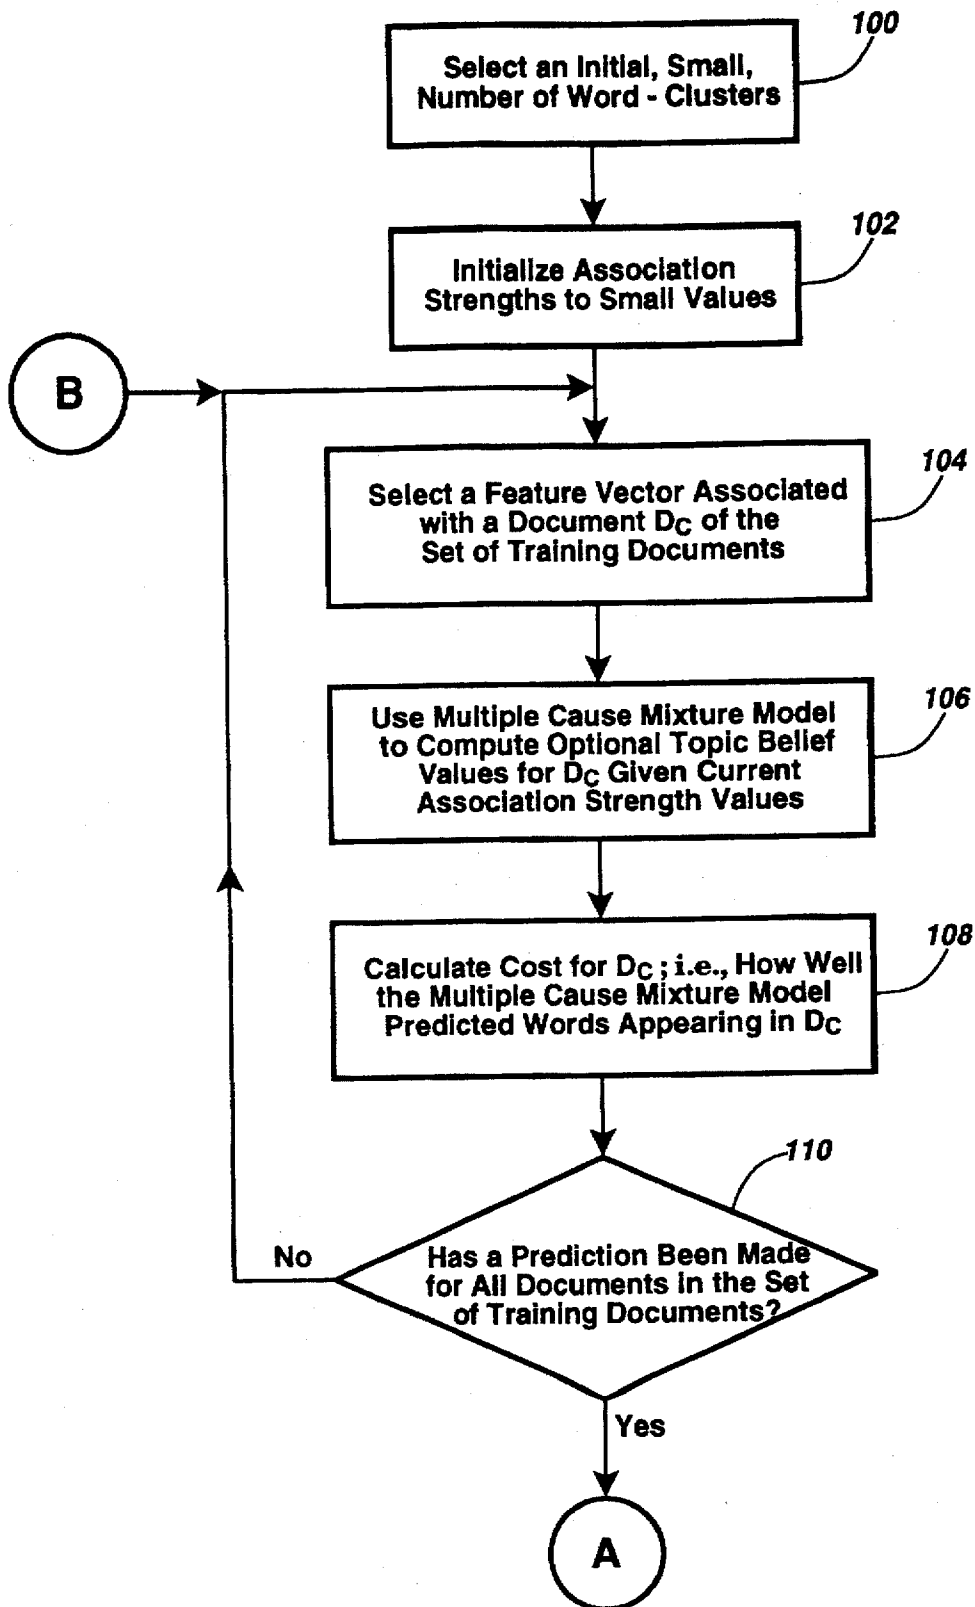 100
Select an Initial, Small,
Number of Word - Clusters
102
Initialize Association
Strengths to Small Values
B
104
Select a Feature Vector Associated
with a Document DC of the
Set of Training Documents
106
Use Multiple Cause Mixture Model
to Compute Optional Topic Belief
Values for DC Given Current
Association Strength Values
108
Calculate Cost for DC; i.e., How Well
the Multiple Cause Mixture Model
Predicted Words Appearing in DC
110
No
Has a Prediction Been Made
for All Documents in the Set
of Training Documents?
Yes
A